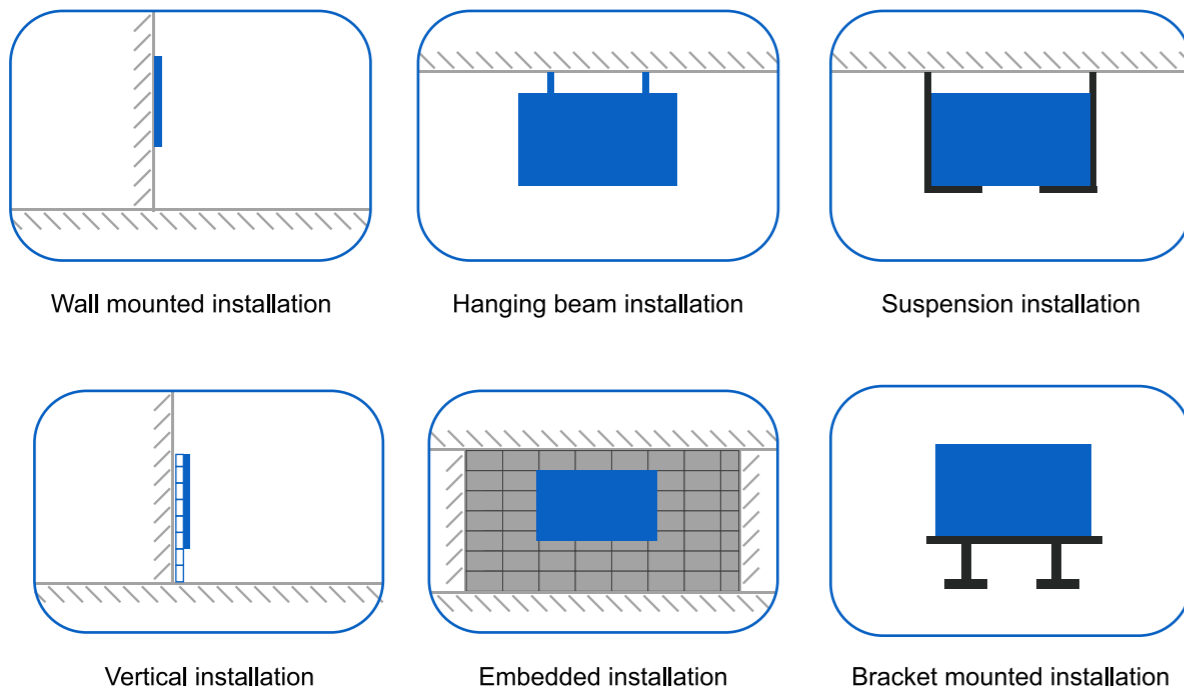 Wall mounted installation
Hanging beam installation
Suspension installation
Vertical installation
Embedded installation
Bracket mounted installation